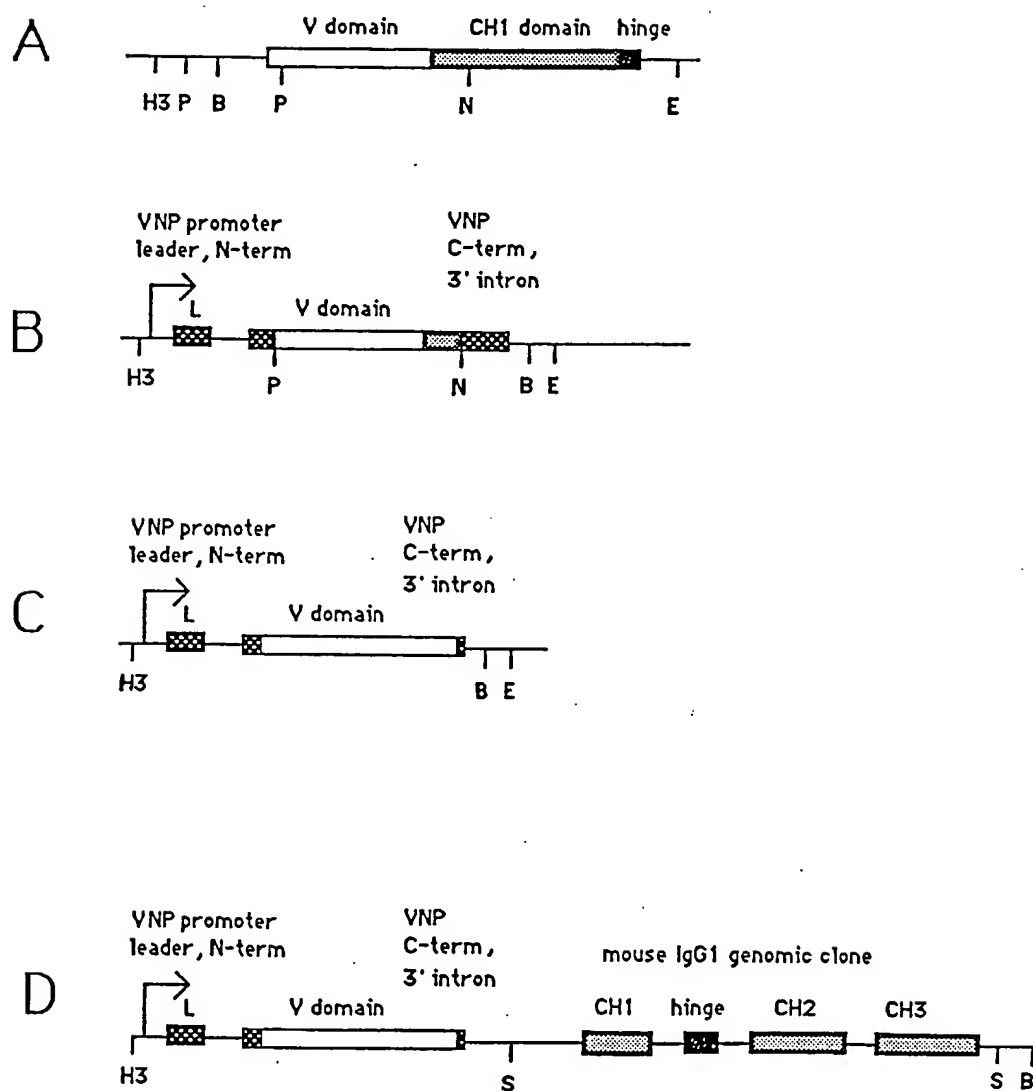 A
V domain CH1 domain hinge
H3 P B P N E
B
VNP promoter
leader, N-term
VNP
C-term,
3' intron
L
V domain
H3 P N B E
C
VNP promoter
leader, N-term
VNP
C-term,
3' intron
L
V domain
H3 B E
D
VNP promoter
leader, N-term
VNP
C-term,
3' intron
mouse IgG1 genomic clone
L
V domain
CH1 hinge CH2 CH3
H3 S S B